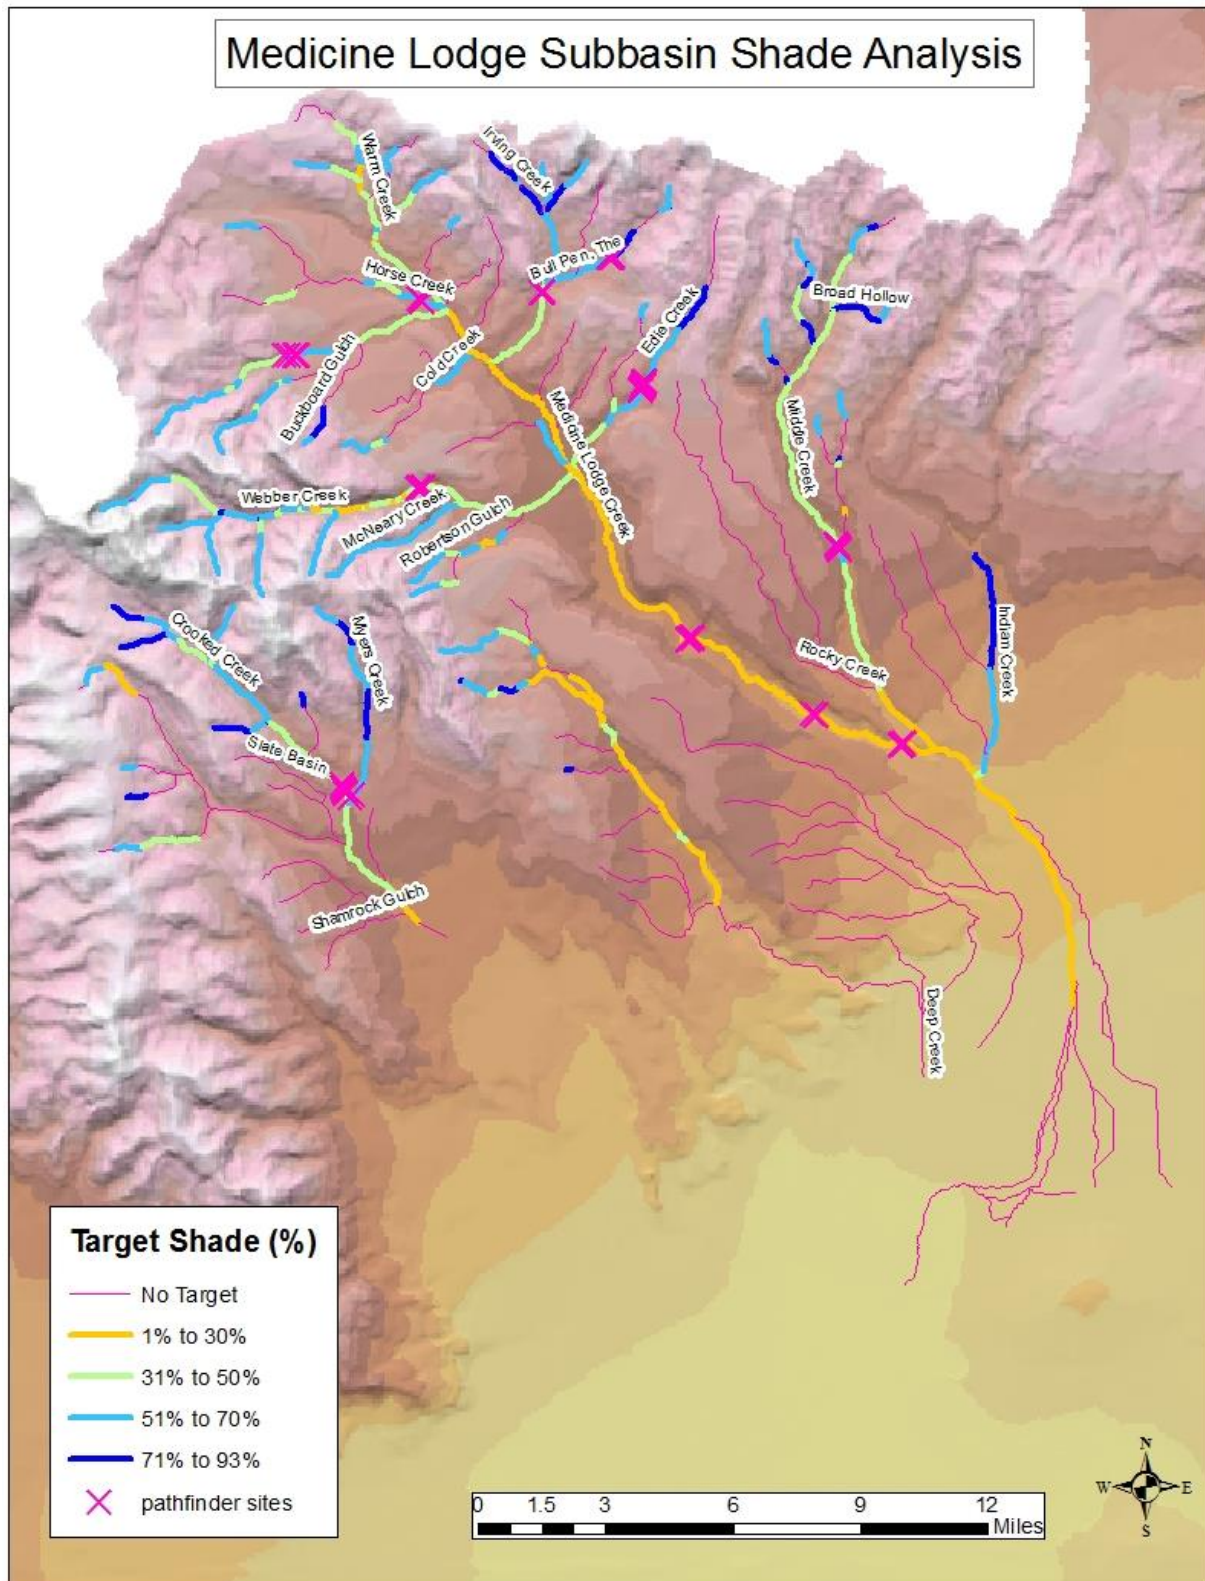 Medicine Lodge Subbasin Shade Analysis
Warm Creek
Irving Creek
Bull Pen, The
Horse Creek
Broad Hollow
Edie Creek
Cold Creek
Buckboard Gulch
Medicine Lodge Creek
Middle Creek
Webber Creek
McNeary Creek
Robertson Gulch
Crooked Creek
Myers Creek
Indian Creek
Rocky Creek
Slate Basin
Shamrock Gulch
Deep Creek
Target Shade (%)
No Target
1% to 30%
31% to 50%
51% to 70%
71% to 93%
pathfinder sites
0 1.5 3 6 9 12
Miles
N
W E
S